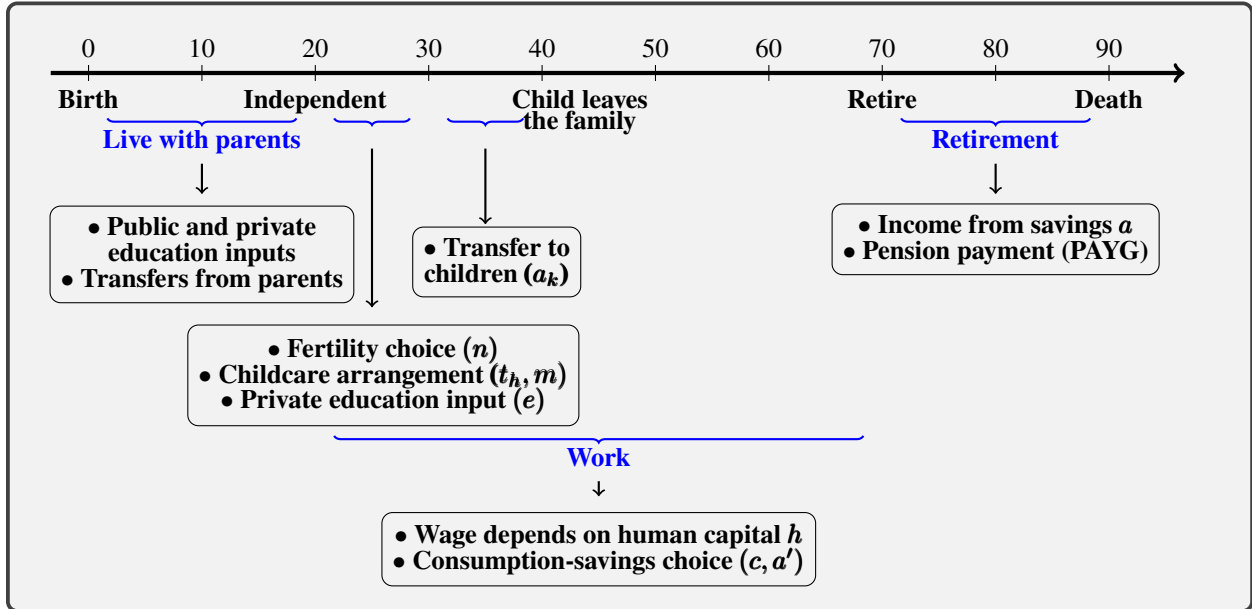 0 10 20 30 40 50 60 70 80 90
Birth Independent Child leaves Retire Death
the family
Live with parents Retirement
• Public and private
education inputs
• Transfers from parents
• Transfer to
children (aₖ)
• Income from savings a
• Pension payment (PAYG)
• Fertility choice (n)
• Childcare arrangement (tₕ, m)
• Private education input (e)
Work
• Wage depends on human capital h
• Consumption-savings choice (c, a′)